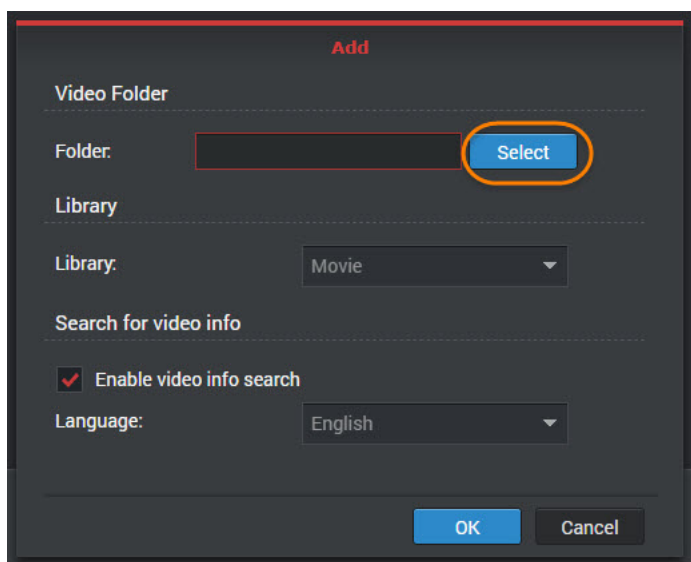 Add
Video Folder
Folder: Select
Library
Library: Movie
Search for video info
Enable video info search
Language: English
OK Cancel